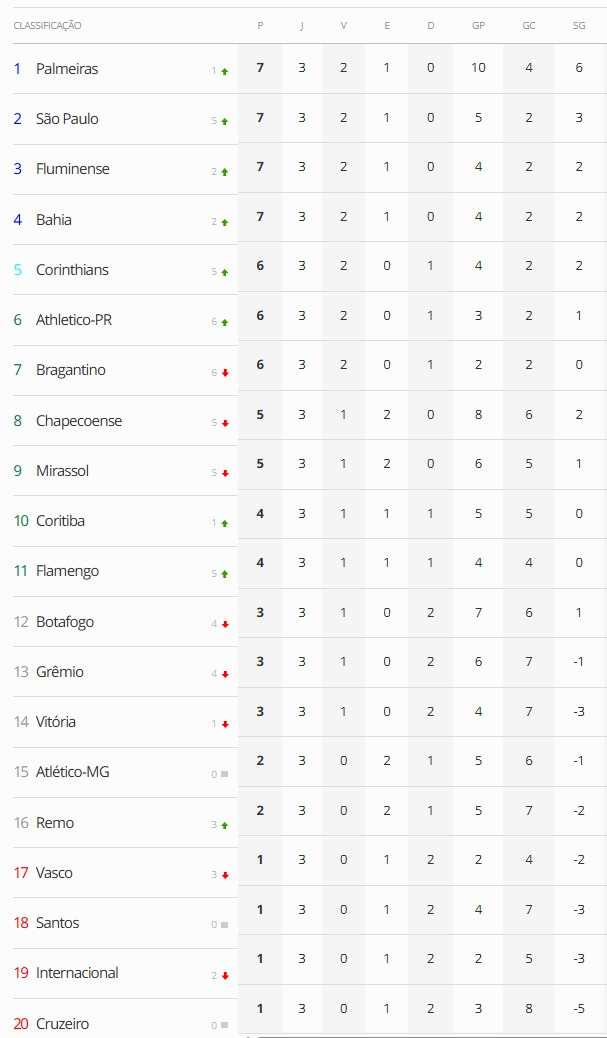 CLASSIFICAÇÃO P J V E D GP GC SG
1 Palmeiras 1 7 3 2 1 0 10 4 6
2 São Paulo 5 7 3 2 1 0 5 2 3
3 Fluminense 2 7 3 2 1 0 4 2 2
4 Bahia 2 7 3 2 1 0 4 2 2
5 Corinthians 5 6 3 2 0 1 4 2 2
6 Athletico-PR 6 6 3 2 0 1 3 2 1
7 Bragantino 6 6 3 2 0 1 2 2 0
8 Chapecoense 5 5 3 1 2 0 8 6 2
9 Mirassol 5 5 3 1 2 0 6 5 1
10 Coritiba 1 4 3 1 1 1 5 5 0
11 Flamengo 5 4 3 1 1 1 4 4 0
12 Botafogo 4 3 3 1 0 2 7 6 1
13 Grêmio 4 3 3 1 0 2 6 7 -1
14 Vitória 1 3 3 1 0 2 4 7 -3
15 Atlético-MG 0 2 3 0 2 1 5 6 -1
16 Remo 3 2 3 0 2 1 5 7 -2
17 Vasco 3 1 3 0 1 2 2 4 -2
18 Santos 0 1 3 0 1 2 4 7 -3
19 Internacional 2 1 3 0 1 2 2 5 -3
20 Cruzeiro 0 1 3 0 1 2 3 8 -5